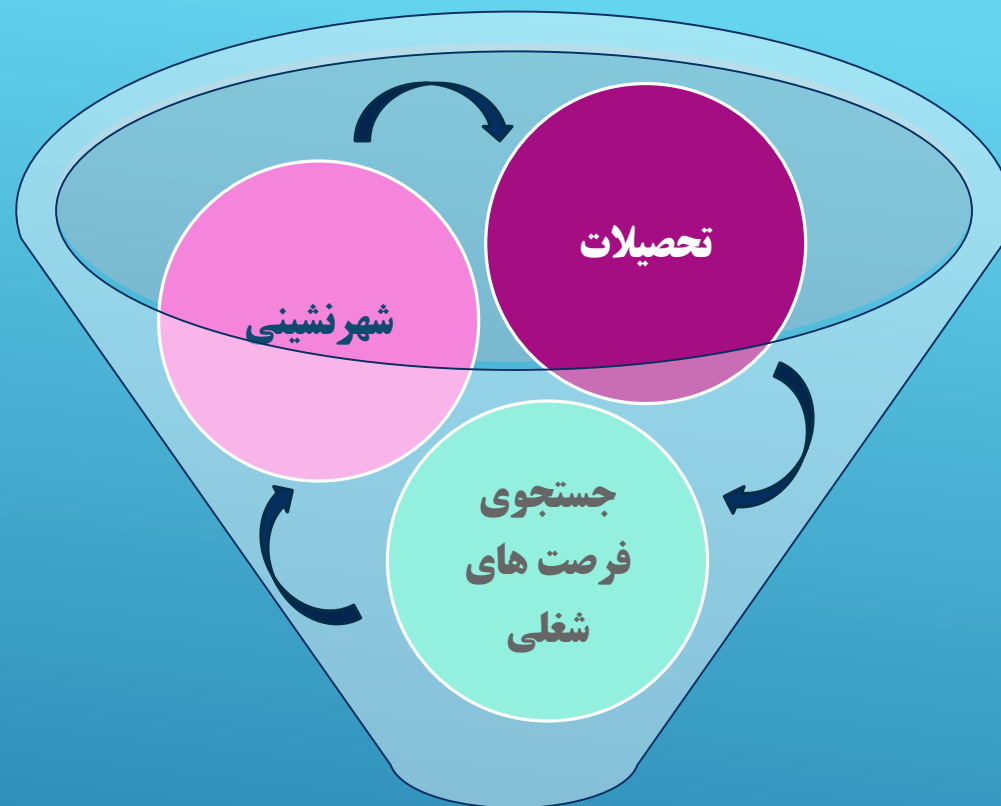 تحصیلات
شهرنشینی
جستجوی
فرصت های
شغلی